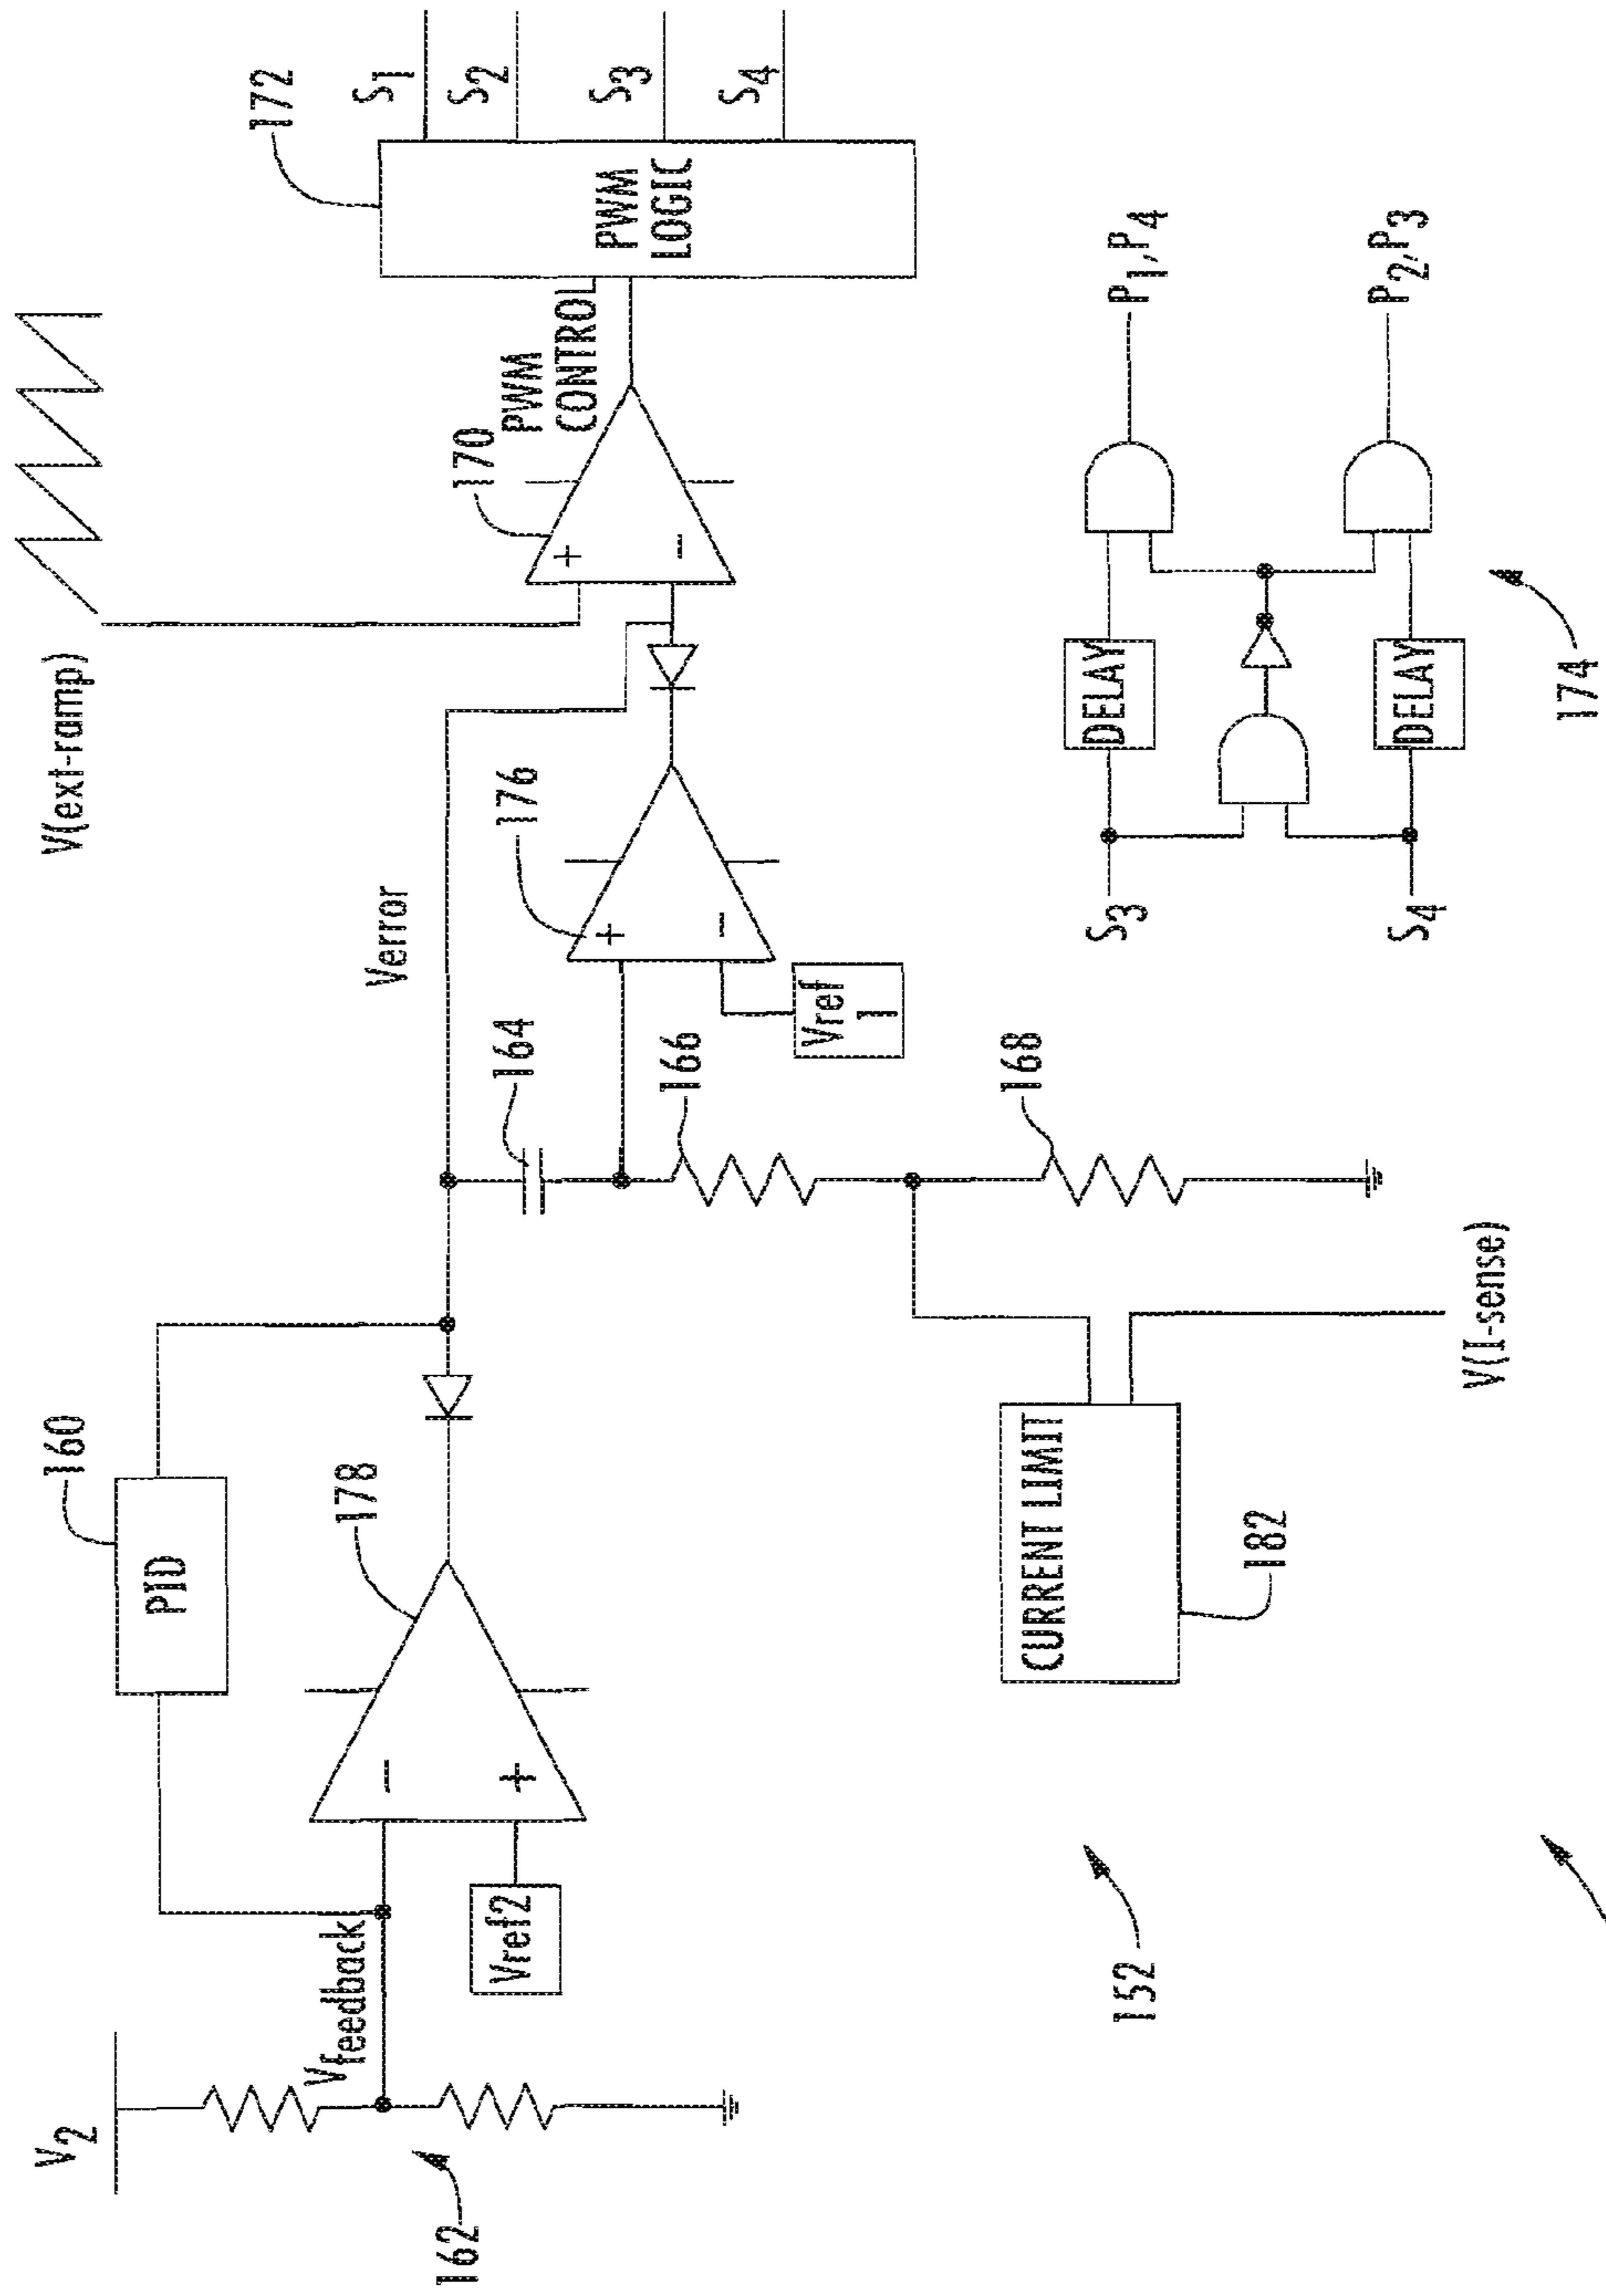 V2
162
Vfeedback
Vref2
−
+
178
PID
160
Verror
164
166
168
CURRENT LIMIT
182
V(I-sense)
Vref
1
+
−
176
V(ext-ramp)
+
−
170
PWM
CONTROL
PWM
LOGIC
172
S1
S2
S3
S4
152
S3
S4
DELAY
DELAY
P1,P4
P2,P3
174